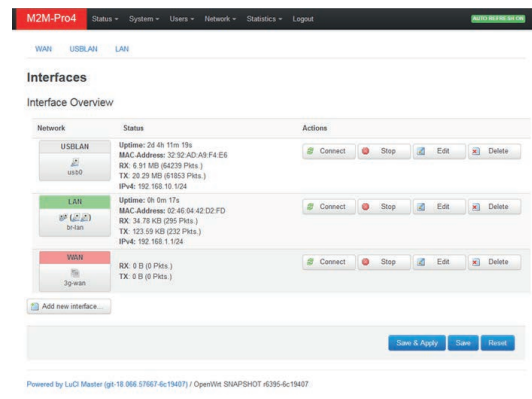 M2M-Pro4 Status System Users Network Statistics Logout AUTO REFRESH ON
WAN USBLAN LAN
Interfaces
Interface Overview
Network Status Actions
USBLAN
usb0
Uptime: 2d 4h 11m 19s
MAC-Address: 32:92:AD:A9:F4:E6
RX: 6.91 MB (64239 Pkts.)
TX: 20.29 MB (61853 Pkts.)
IPv4: 192.168.10.1/24
Connect Stop Edit Delete
LAN
br-lan
Uptime: 0h 0m 17s
MAC-Address: 02:46:04:42:D2:FD
RX: 34.78 KB (295 Pkts.)
TX: 123.59 KB (232 Pkts.)
IPv4: 192.168.1.1/24
Connect Stop Edit Delete
WAN
3g-wan
RX: 0 B (0 Pkts.)
TX: 0 B (0 Pkts.)
Connect Stop Edit Delete
Add new interface...
Save & Apply Save Reset
Powered by LuCI Master (git-18.066.57667-6c19407) / OpenWrt SNAPSHOT r6395-6c19407